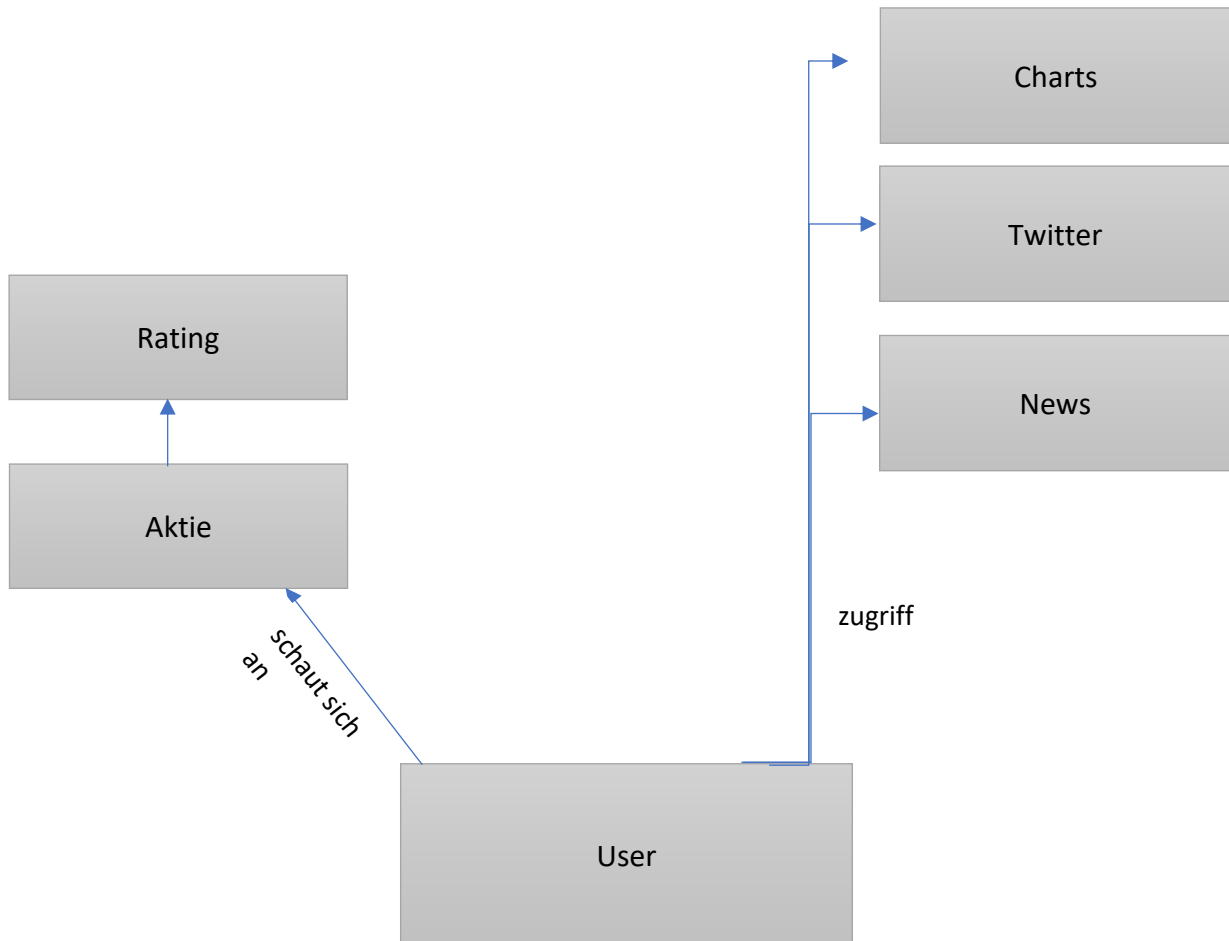 Charts
Twitter
Rating
News
Aktie
schaut sich
an
zugriff
User